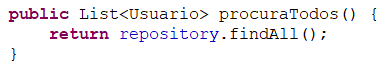 public List<Usuario> procuraTodos() {
    return repository.findAll();
}